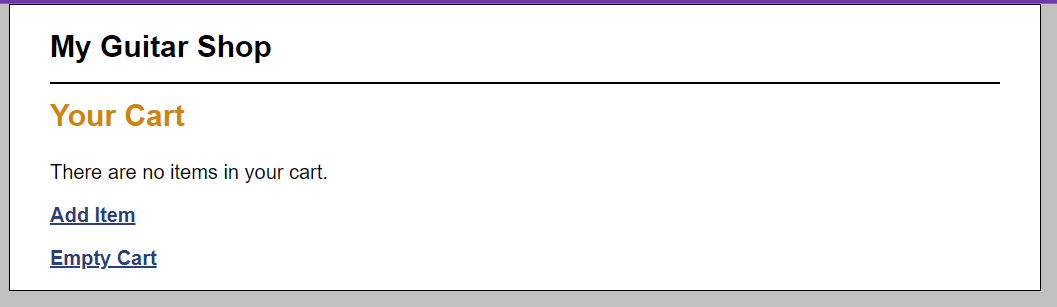 My Guitar Shop
Your Cart
There are no items in your cart.
Add Item
Empty Cart